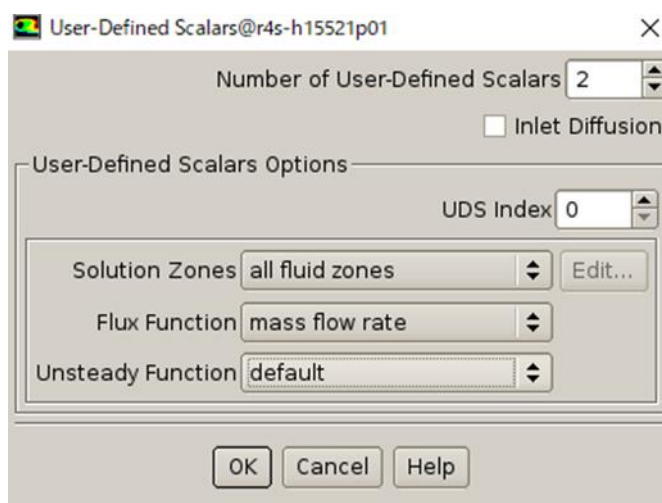 User-Defined Scalars@r4s-h15521p01
Number of User-Defined Scalars 2
Inlet Diffusion
User-Defined Scalars Options
UDS Index 0
Solution Zones all fluid zones Edit...
Flux Function mass flow rate
Unsteady Function default
OK Cancel Help